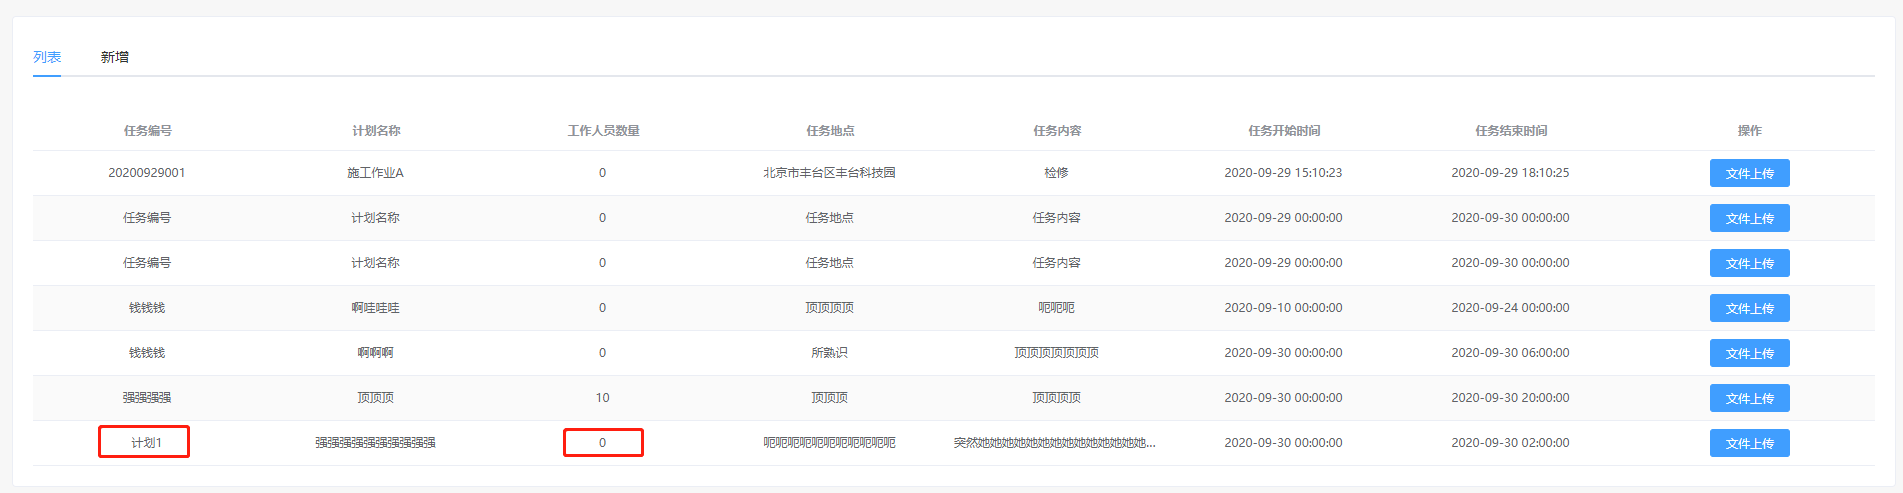 列表 新增
任务编号 计划名称 工作人员数量 任务地点 任务内容 任务开始时间 任务结束时间 操作
20200929001 施工作业A 0 北京市丰台区丰台科技园 检修 2020-09-29 15:10:23 2020-09-29 18:10:25 文件上传
任务编号 计划名称 0 任务地点 任务内容 2020-09-29 00:00:00 2020-09-30 00:00:00 文件上传
任务编号 计划名称 0 任务地点 任务内容 2020-09-29 00:00:00 2020-09-30 00:00:00 文件上传
钱钱钱 啊哇哇哇 0 顶顶顶顶 呃呃呃 2020-09-10 00:00:00 2020-09-24 00:00:00 文件上传
钱钱钱 啊啊啊 0 所熟识 顶顶顶顶顶顶顶 2020-09-30 00:00:00 2020-09-30 06:00:00 文件上传
强强强强 顶顶顶 10 顶顶顶 顶顶顶顶 2020-09-30 00:00:00 2020-09-30 20:00:00 文件上传
计划1 强强强强强强强强强强 0 呃呃呃呃呃呃呃呃呃呃呃 突然她她她她她她她她她她她她她她... 2020-09-30 00:00:00 2020-09-30 02:00:00 文件上传